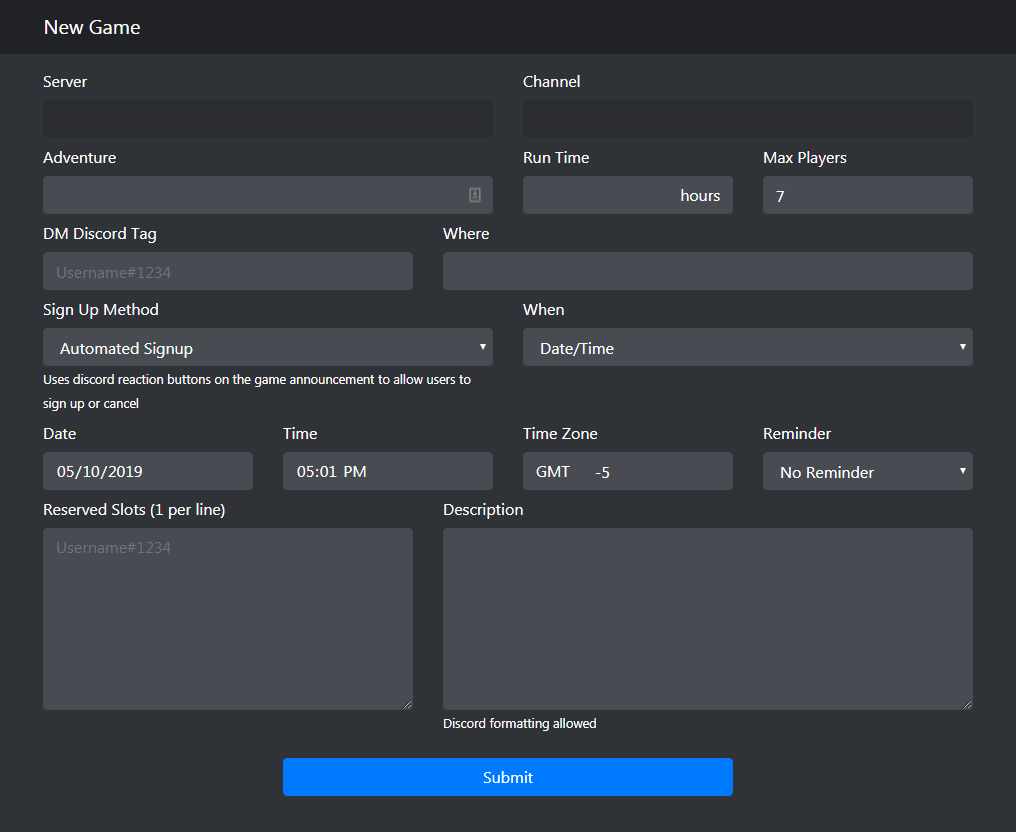 New Game
Server
Channel
Adventure
Run Time
Max Players
hours
7
DM Discord Tag
Where
Username#1234
Sign Up Method
When
Automated Signup
Date/Time
Uses discord reaction buttons on the game announcement to allow users to
sign up or cancel
Date
Time
Time Zone
Reminder
05/10/2019
05:01 PM
GMT -5
No Reminder
Reserved Slots (1 per line)
Description
Username#1234
Discord formatting allowed
Submit